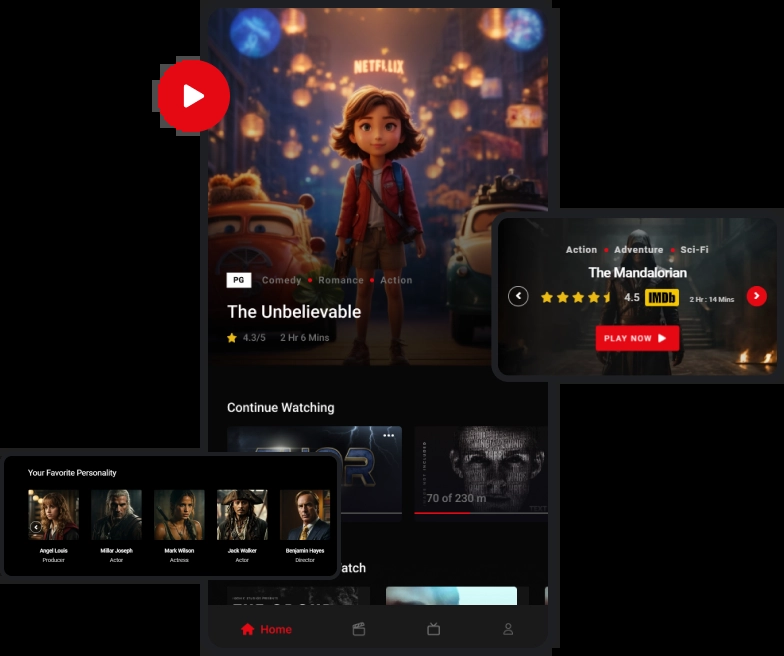 NETFLIX
PG Comedy • Romance • Action
The Unbelievable
4.3/5 2 Hr 6 Mins
Action • Adventure • Sci-Fi
The Mandalorian
4.5 IMDb 2 Hr : 14 Mins
PLAY NOW
Continue Watching
70 of 230 m
Your Favorite Personality
Angel Louis Millar Joseph Mark Wilson Jack Walker Benjamin Hayes
Producer Actor Actress Actor Director
atch
Home